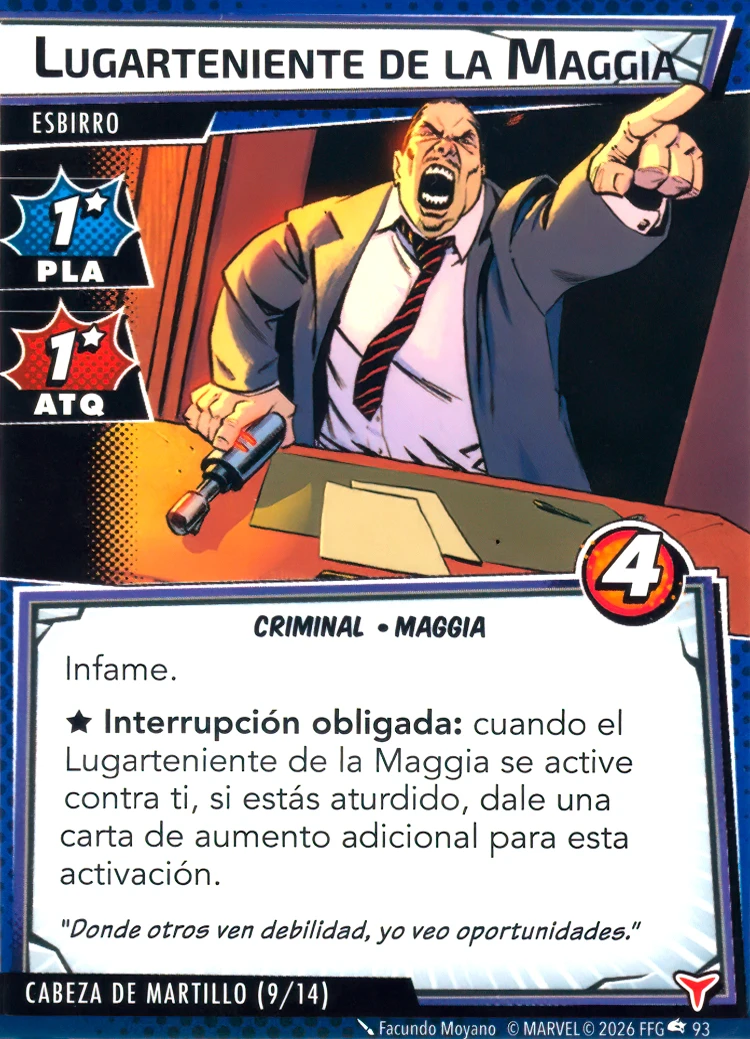 Lugarteniente de la Maggia
ESBIRRO
1
PLA
1
ATQ
4
CRIMINAL • MAGGIA
Infame.
★ Interrupción obligada: cuando el
Lugarteniente de la Maggia se active
contra ti, si estás aturdido, dale una
carta de aumento adicional para esta
activación.
"Donde otros ven debilidad, yo veo oportunidades."
CABEZA DE MARTILLO (9/14)
Facundo Moyano © MARVEL © 2026 FFG 93